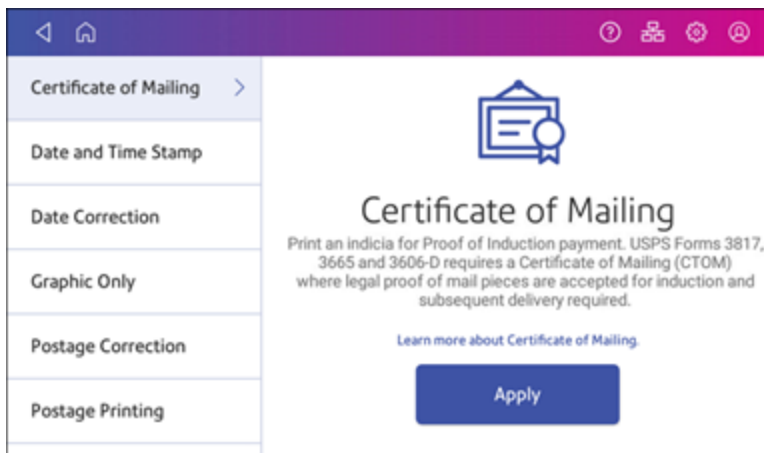 Certificate of Mailing
Date and Time Stamp
Date Correction
Graphic Only
Postage Correction
Postage Printing
Certificate of Mailing
Print an indicia for Proof of Induction payment. USPS Forms 3817,
3665 and 3606-D requires a Certificate of Mailing (CTOM)
where legal proof of mail pieces are accepted for induction and
subsequent delivery required.
Learn more about Certificate of Mailing.
Apply